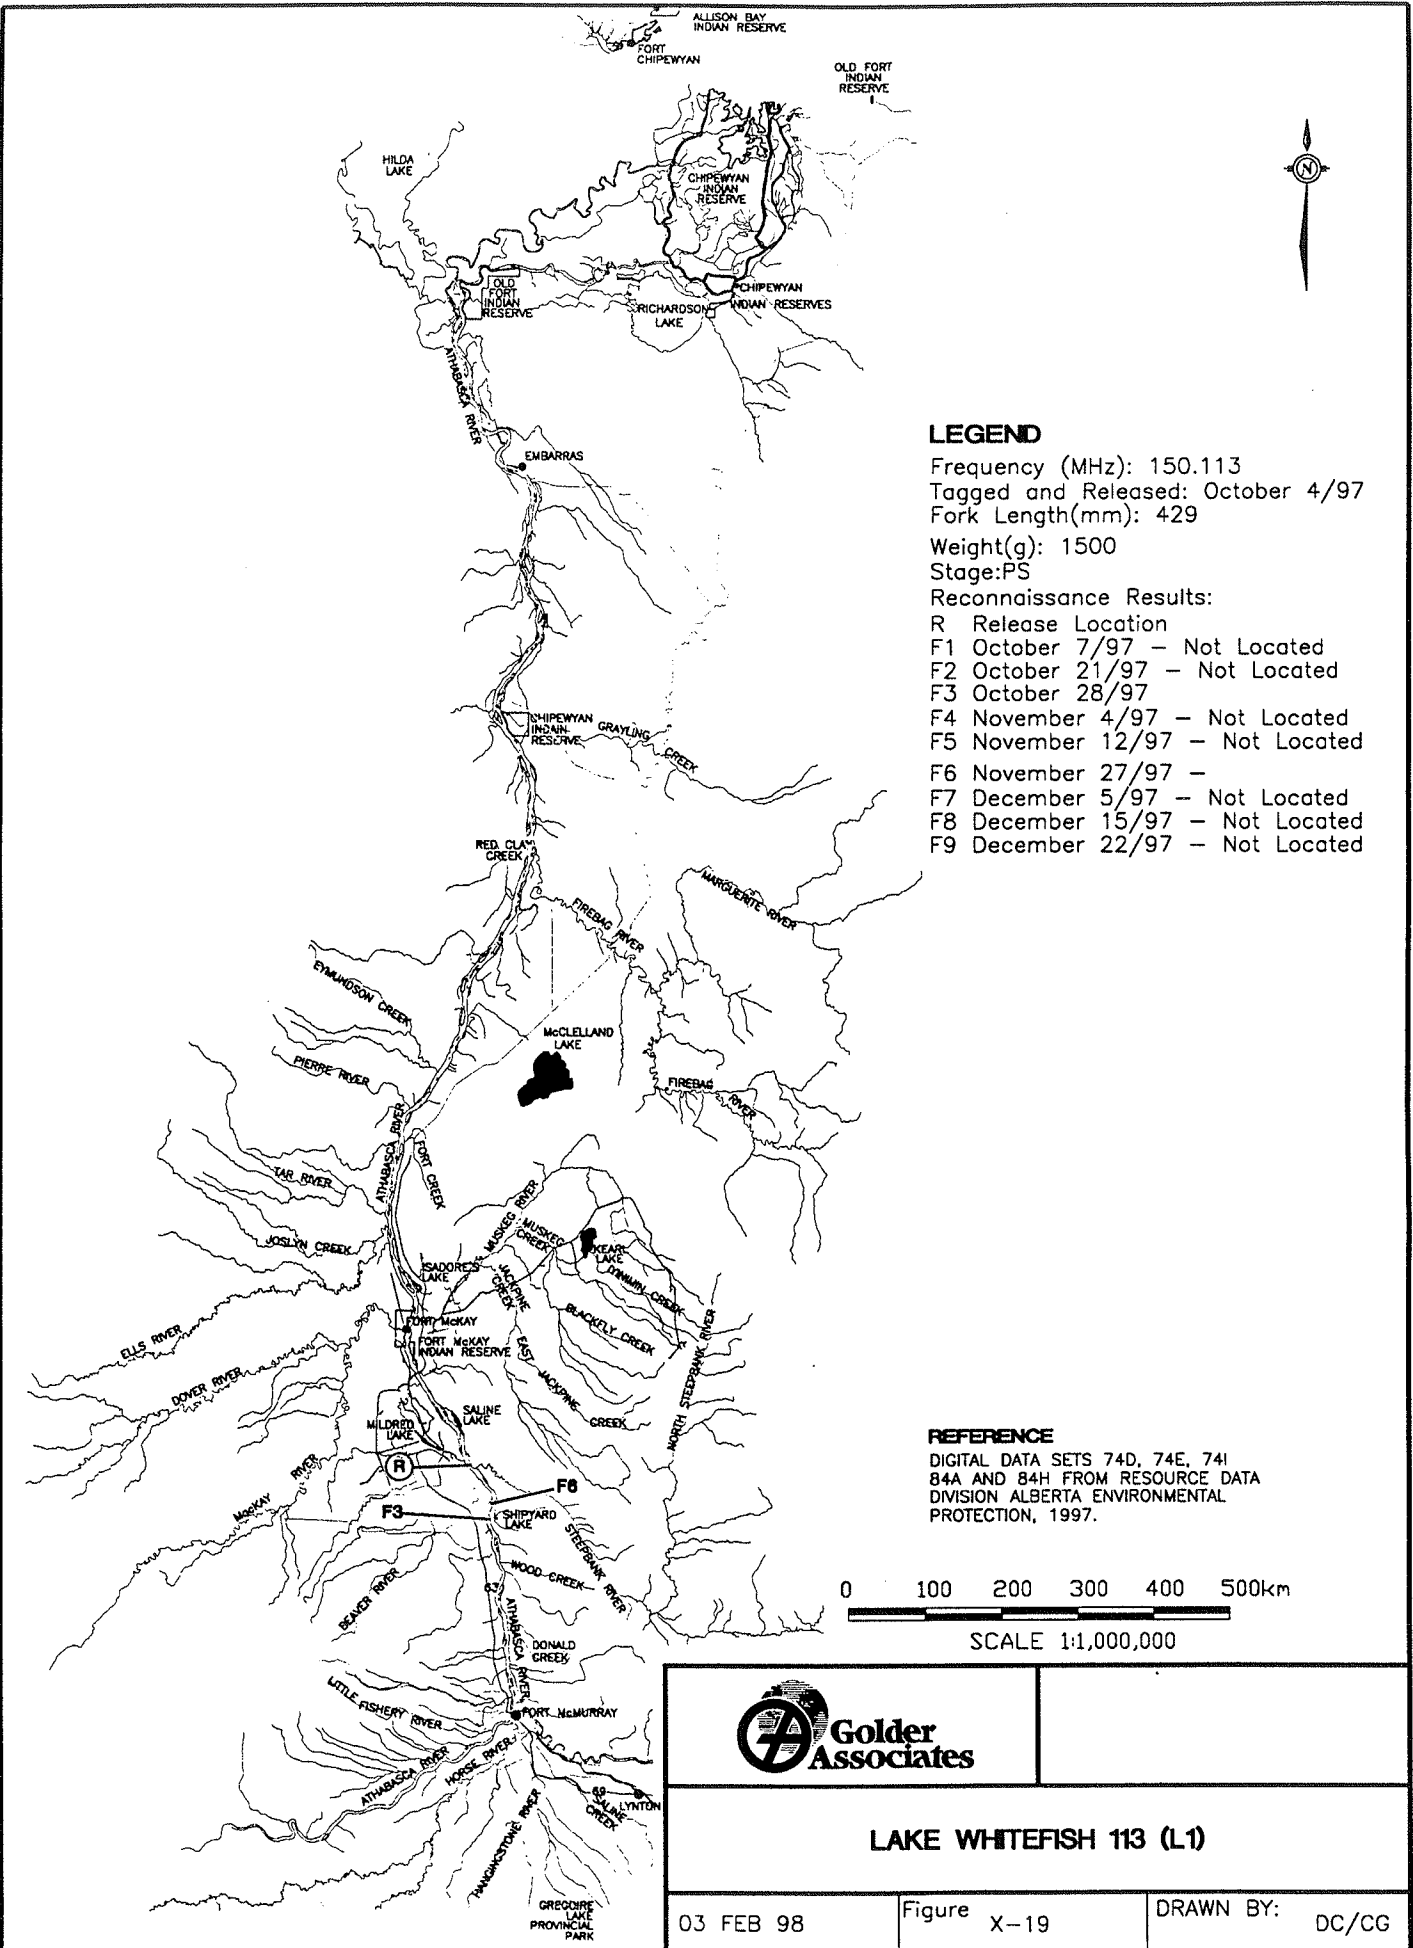 ALLISON BAY
INDIAN RESERVE
FORT
CHIPEWYAN
OLD FORT
INDIAN
RESERVE
HILDA
LAKE
CHIPEWYAN
INDIAN
RESERVE
N
OLD
FORT
INDIAN
RESERVE
CHIPEWYAN
INDIAN RESERVES
RICHARDSON
LAKE
ATHABASCA RIVER
EMBARRAS
LEGEND
Frequency (MHz): 150.113
Tagged and Released: October 4/97
Fork Length(mm): 429
Weight(g): 1500
Stage:PS
Reconnaissance Results:
R Release Location
F1 October 7/97 – Not Located
F2 October 21/97 – Not Located
F3 October 28/97
F4 November 4/97 – Not Located
F5 November 12/97 – Not Located
F6 November 27/97 –
F7 December 5/97 – Not Located
F8 December 15/97 – Not Located
F9 December 22/97 – Not Located
CHIPEWYAN
INDAIN
RESERVE
GRAYLING
CREEK
RED CLAY
CREEK
MARGUERITE RIVER
FIREBAG RIVER
EYMUNDSON CREEK
McCLELLAND
LAKE
PIERRE RIVER
FIREBAG
RIVER
ATHABASCA RIVER
FORT CREEK
TAR RIVER
MUSKEG RIVER
MUSKEG
CREEK
JOSLYN CREEK
KEARL
LAKE
ISADORE'S
LAKE
JACKPINE
CREEK
LYNMIN CREEK
BLACKFLY CREEK
FORT McKAY
FORT McKAY
INDIAN RESERVE
ELLS RIVER
EAST
JACKPINE
CREEK
DOVER RIVER
NORTH STEEPBANK RIVER
SALINE
LAKE
MILDRED
LAKE
R
REFERENCE
DIGITAL DATA SETS 74D, 74E, 74I
84A AND 84H FROM RESOURCE DATA
DIVISION ALBERTA ENVIRONMENTAL
PROTECTION, 1997.
MacKAY
RIVER
F6
F3
SHIPYARD
LAKE
STEEPBANK RIVER
WOOD CREEK
BEAVER RIVER
63
ATHABASCA RIVER
0 100 200 300 400 500km
SCALE 1:1,000,000
DONALD
CREEK
LITTLE FISHERY RIVER
FORT McMURRAY
ATHABASCA RIVER
HORSE RIVER
69
SALINE
CREEK
LYNTON
HANGINGSTONE RIVER
GREGOIRE
LAKE
PROVINCIAL
PARK
Golder
Associates
LAKE WHITEFISH 113 (L1)
03 FEB 98
Figure X-19
DRAWN BY: DC/CG